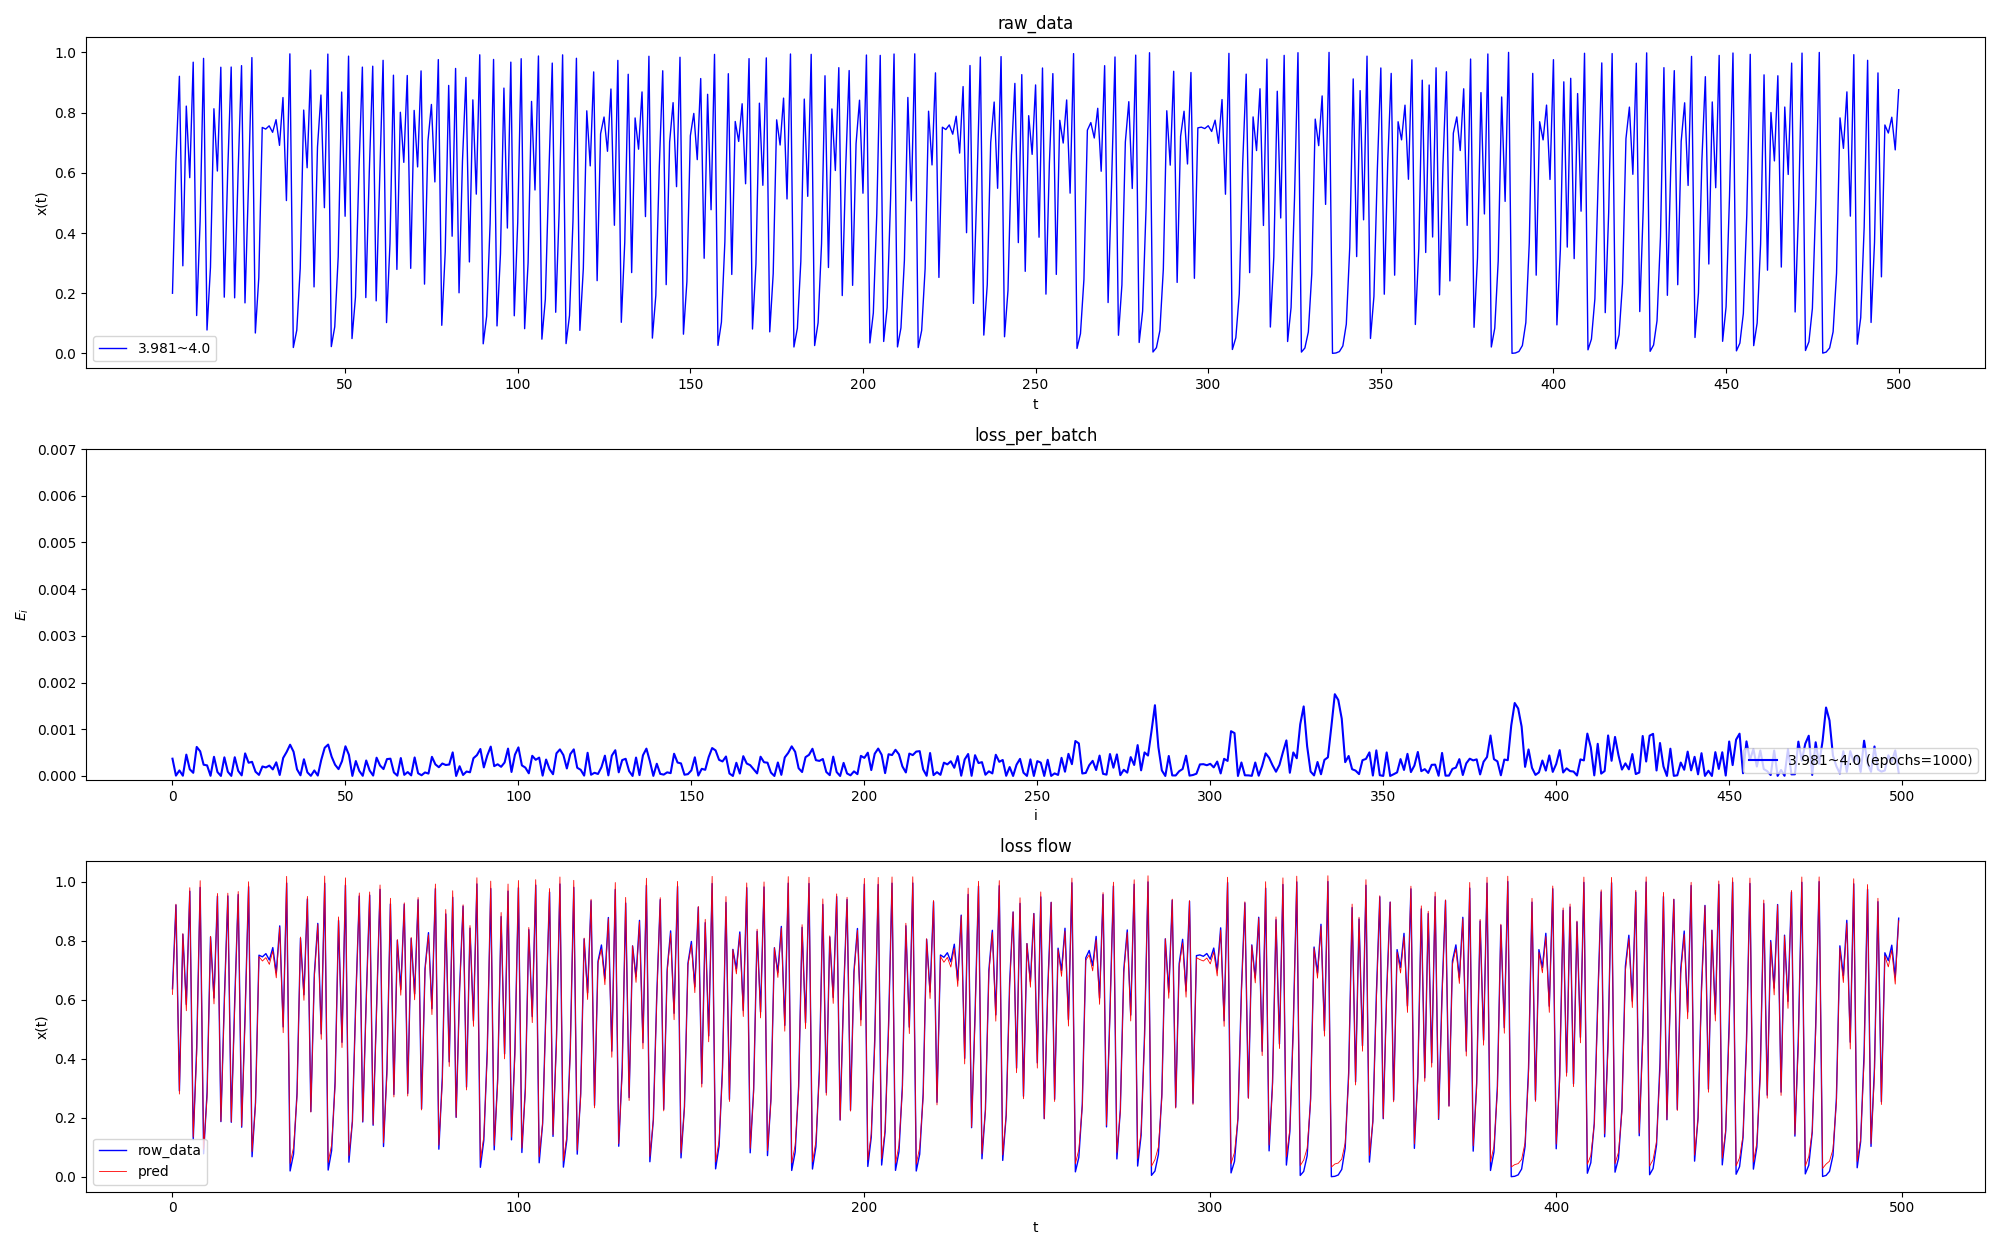 raw_data
1.0
0.8
0.6
0.4
0.2
0.0
x(t)
3.981~4.0
50 100 150 200 250 300 350 400 450 500
t
loss_per_batch
0.007
0.006
0.005
0.004
0.003
0.002
0.001
0.000
E_i
3.981~4.0 (epochs=1000)
0 50 100 150 200 250 300 350 400 450 500
i
loss flow
1.0
0.8
0.6
0.4
0.2
0.0
x(t)
row_data
pred
0 100 200 300 400 500
t